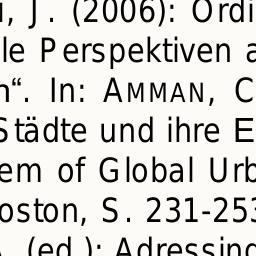 , J. (2006): Ordi
le Perspektiven a
n“. In: AMMAN, C
Städte und ihre E
em of Global Urb
oston, S. 231-253
. (ed.): Adressing